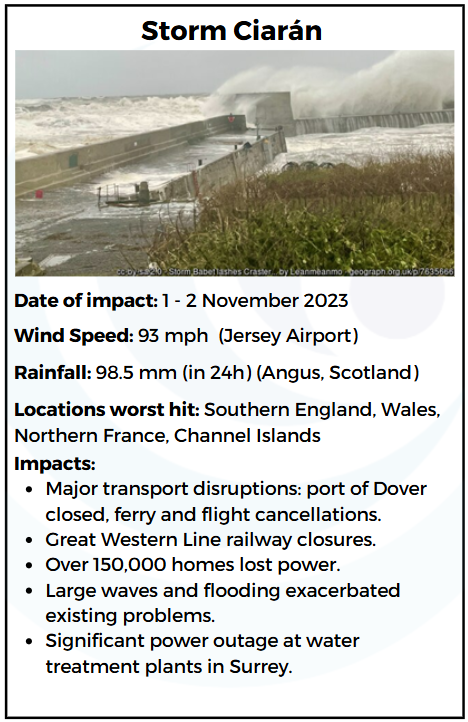 Storm Ciarán
cc-by-sa/2.0 - Storm Babet lashes Craster... by Leanmeanmo - geograph.org.uk/p/7635666
Date of impact: 1 - 2 November 2023
Wind Speed: 93 mph (Jersey Airport)
Rainfall: 98.5 mm (in 24h) (Angus, Scotland)
Locations worst hit: Southern England, Wales,
Northern France, Channel Islands
Impacts:
• Major transport disruptions: port of Dover
closed, ferry and flight cancellations.
• Great Western Line railway closures.
• Over 150,000 homes lost power.
• Large waves and flooding exacerbated
existing problems.
• Significant power outage at water
treatment plants in Surrey.